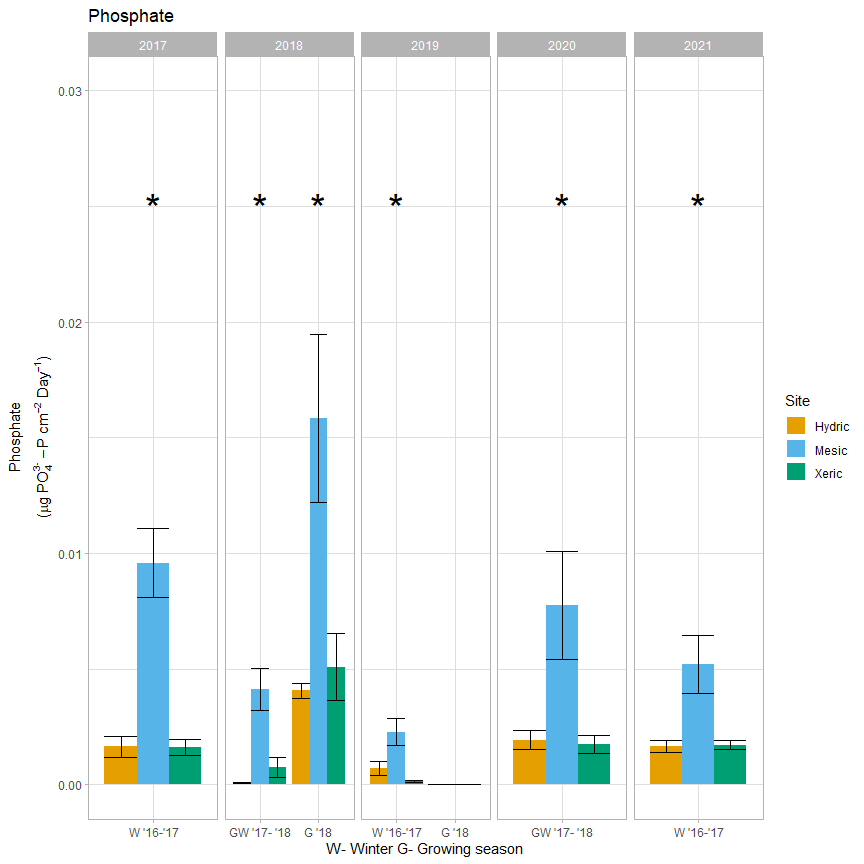 Phosphate
2017 2018 2019 2020 2021
0.03
* * * * * *
0.02
0.01
0.00
Phosphate
(μg PO₄³⁻ − P cm⁻² Day⁻¹)
W '16-'17 GW '17- '18 G '18 W '16-'17 G '18 GW '17- '18 W '16-'17
W- Winter G- Growing season
Site
Hydric
Mesic
Xeric